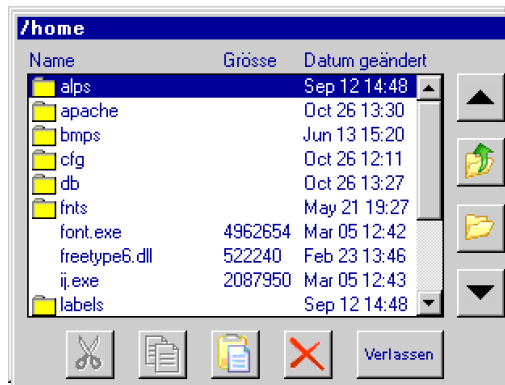 /home
Name Grösse Datum geändert
alps Sep 12 14:48
apache Oct 26 13:30
bmps Jun 13 15:20
cfg Oct 26 12:11
db Oct 26 13:27
fnts May 21 19:27
font.exe 4962654 Mar 05 12:42
freetype6.dll 522240 Feb 23 13:46
ij.exe 2087950 Mar 05 12:43
labels Sep 12 14:48
Verlassen